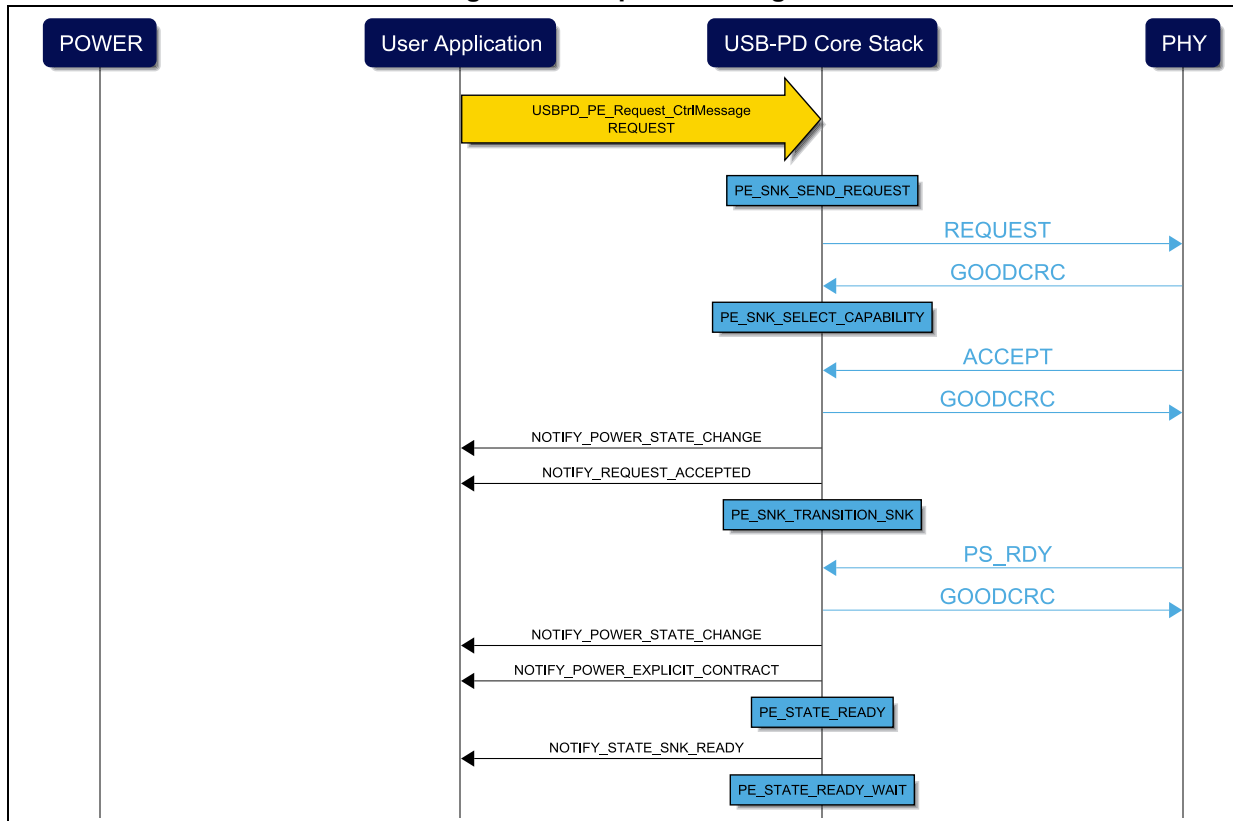 POWER
User Application
USB-PD Core Stack
PHY
USBPD_PE_Request_CtrlMessage
REQUEST
PE_SNK_SEND_REQUEST
REQUEST
GOODCRC
PE_SNK_SELECT_CAPABILITY
ACCEPT
GOODCRC
NOTIFY_POWER_STATE_CHANGE
NOTIFY_REQUEST_ACCEPTED
PE_SNK_TRANSITION_SNK
PS_RDY
GOODCRC
NOTIFY_POWER_STATE_CHANGE
NOTIFY_POWER_EXPLICIT_CONTRACT
PE_STATE_READY
NOTIFY_STATE_SNK_READY
PE_STATE_READY_WAIT